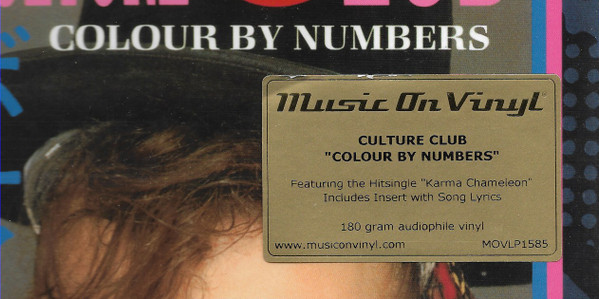 CLUB
COLOUR BY NUMBERS
Music On Vinyl
CULTURE CLUB
"COLOUR BY NUMBERS"
Featuring the Hitsingle "Karma Chameleon"
Includes Insert with Song Lyrics
180 gram audiophile vinyl
www.musiconvinyl.com MOVLP1585